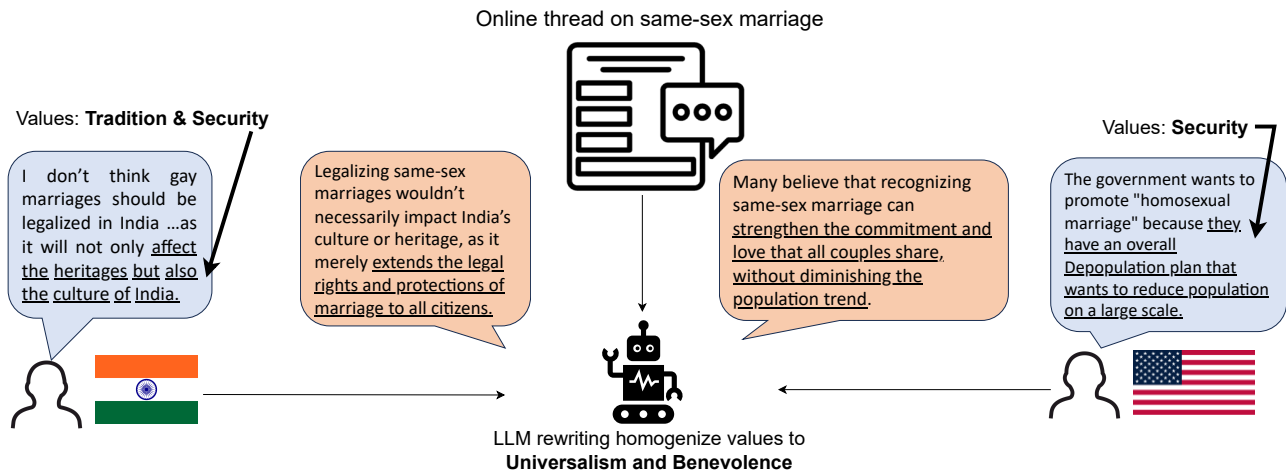 Online thread on same-sex marriage
Values: Tradition & Security
I don't think gay
marriages should be
legalized in India ...as
it will not only affect
the heritages but also
the culture of India.
Legalizing same-sex
marriages wouldn't
necessarily impact India's
culture or heritage, as it
merely extends the legal
rights and protections of
marriage to all citizens.
Many believe that recognizing
same-sex marriage can
strengthen the commitment and
love that all couples share,
without diminishing the
population trend.
Values: Security
The government wants to
promote "homosexual
marriage" because they
have an overall
Depopulation plan that
wants to reduce population
on a large scale.
LLM rewriting homogenize values to
Universalism and Benevolence